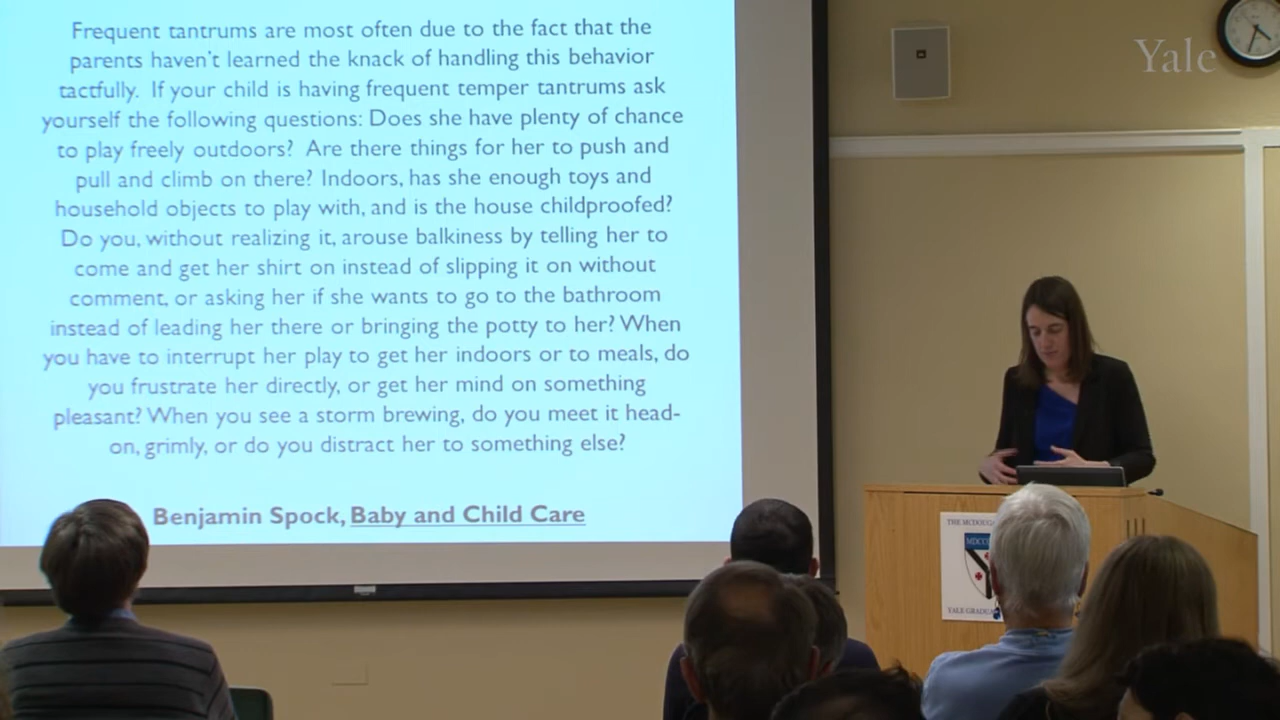 Frequent tantrums are most often due to the fact that the
parents haven't learned the knack of handling this behavior
tactfully. If your child is having frequent temper tantrums ask
yourself the following questions: Does she have plenty of chance
to play freely outdoors? Are there things for her to push and
pull and climb on there? Indoors, has she enough toys and
household objects to play with, and is the house childproofed?
Do you, without realizing it, arouse balkiness by telling her to
come and get her shirt on instead of slipping it on without
comment, or asking her if she wants to go to the bathroom
instead of leading her there or bringing the potty to her? When
you have to interrupt her play to get her indoors or to meals, do
you frustrate her directly, or get her mind on something
pleasant? When you see a storm brewing, do you meet it head-
on, grimly, or do you distract her to something else?
Benjamin Spock, Baby and Child Care
Yale
THE
YALE